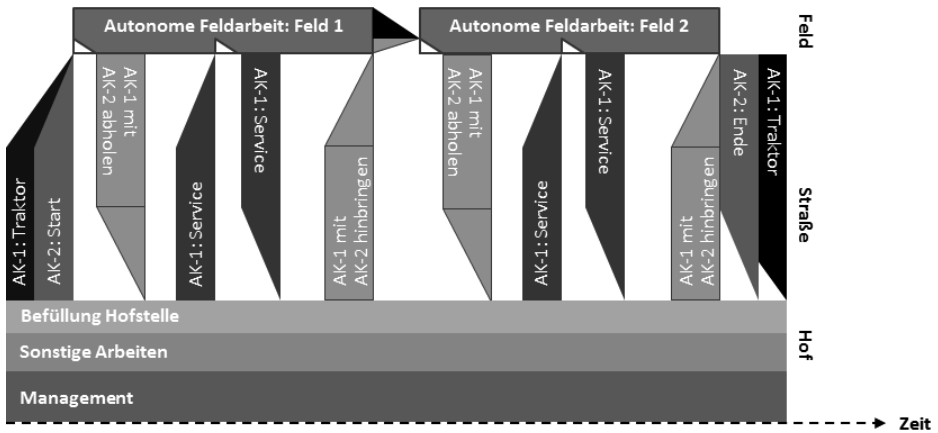 Autonome Feldarbeit: Feld 1
Autonome Feldarbeit: Feld 2
Feld
AK-1: Traktor
AK-2: Start
AK-1 mit
AK-2 abholen
AK-1: Service
AK-1: Service
AK-1 mit
AK-2 hinbringen
AK-1 mit
AK-2 abholen
AK-1: Service
AK-1: Service
AK-1 mit
AK-2 hinbringen
AK-2: Ende
AK-1: Traktor
Straße
Befüllung Hofstelle
Sonstige Arbeiten
Management
Hof
Zeit